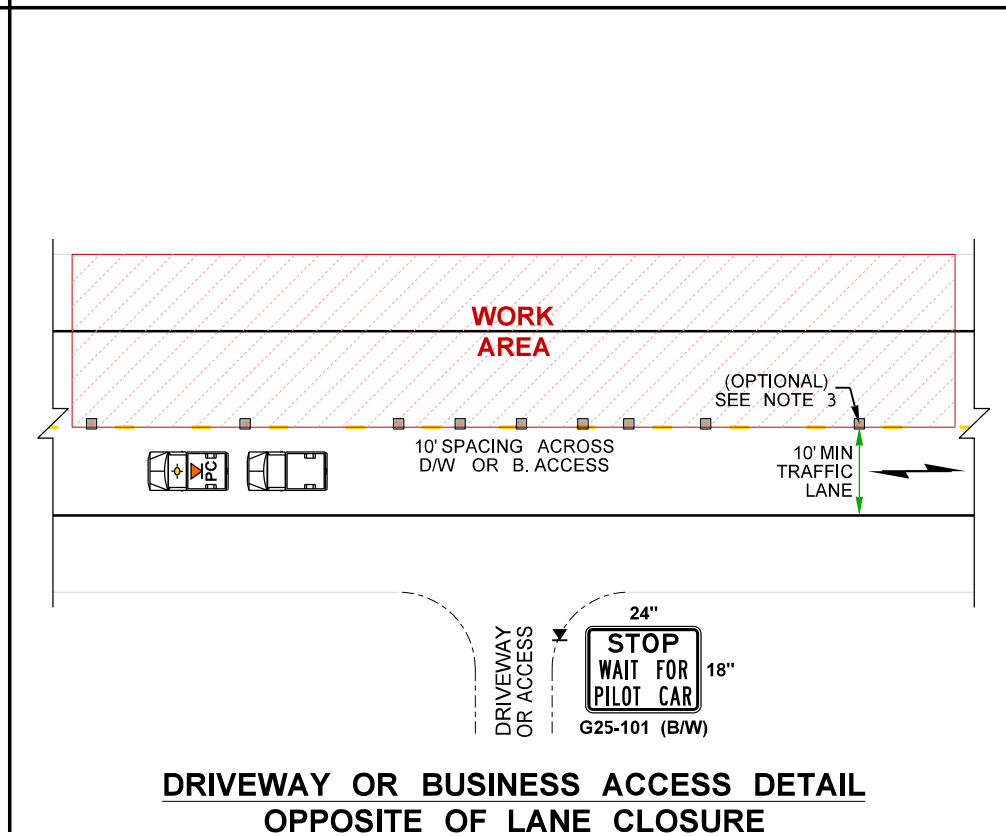 WORK
AREA
(OPTIONAL)
SEE NOTE 3
10' SPACING ACROSS
D/W OR B. ACCESS
10' MIN
TRAFFIC
LANE
PC
DRIVEWAY
OR ACCESS
24"
STOP
WAIT FOR
PILOT CAR
18"
G25-101 (B/W)
DRIVEWAY OR BUSINESS ACCESS DETAIL
OPPOSITE OF LANE CLOSURE